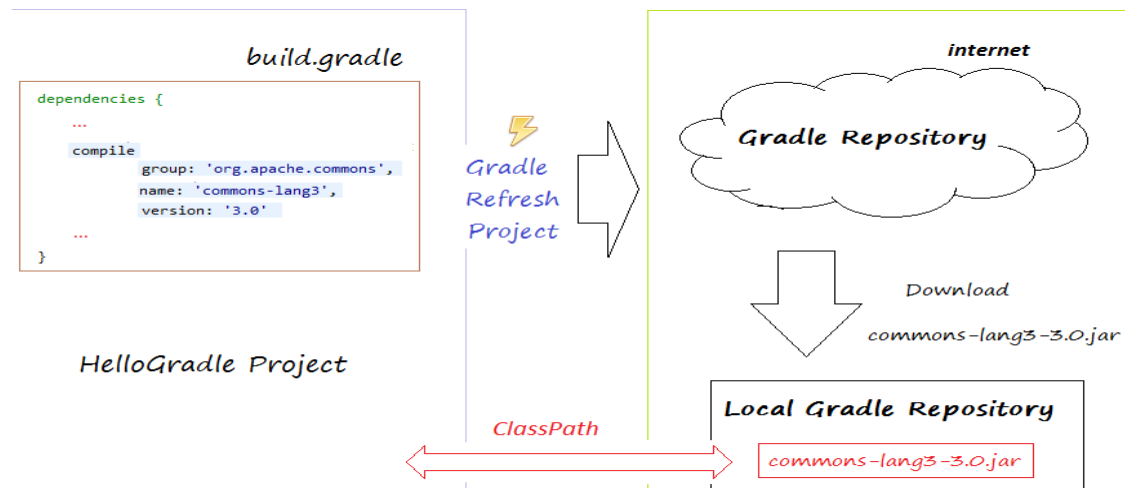 build.gradle
dependencies {
...
compile
group: 'org.apache.commons',
name: 'commons-lang3',
version: '3.0'
...
}
HelloGradle Project
Gradle
Refresh
Project
internet
Gradle Repository
Download
commons-lang3-3.0.jar
Local Gradle Repository
commons-lang3-3.0.jar
ClassPath